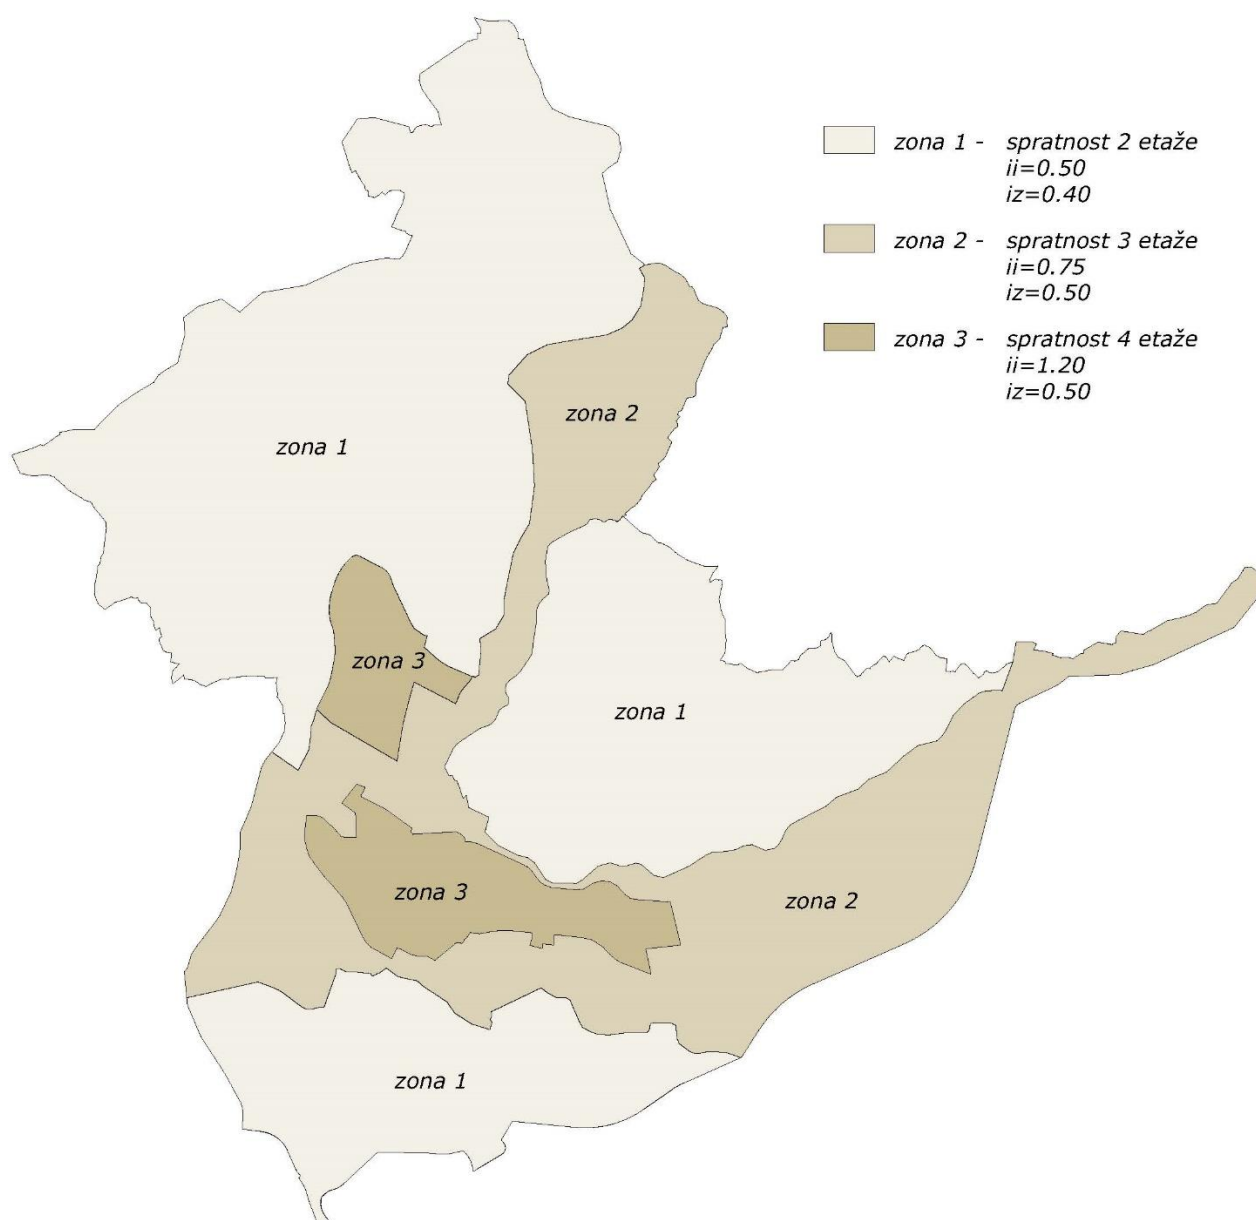 zona 1 - spratnost 2 etaže
ii=0.50
iz=0.40
zona 2 - spratnost 3 etaže
ii=0.75
iz=0.50
zona 3 - spratnost 4 etaže
ii=1.20
iz=0.50
zona 2
zona 1
zona 3
zona 1
zona 3
zona 2
zona 1